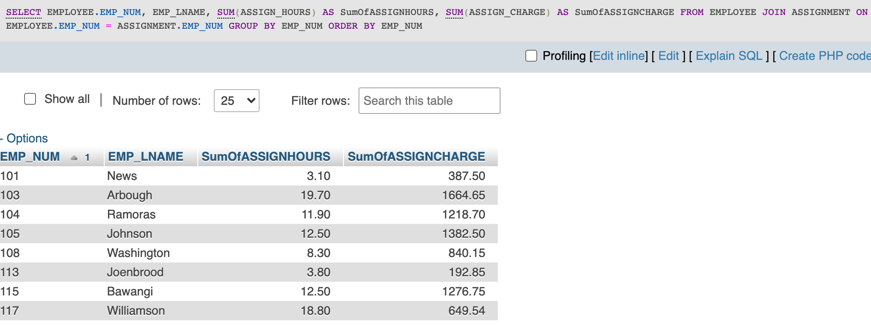 SELECT EMPLOYEE.EMP_NUM, EMP_LNAME, SUM(ASSIGN_HOURS) AS SumOfASSIGNHOURS, SUM(ASSIGN_CHARGE) AS SumOfASSIGNCHARGE FROM EMPLOYEE JOIN ASSIGNMENT ON
EMPLOYEE.EMP_NUM = ASSIGNMENT.EMP_NUM GROUP BY EMP_NUM ORDER BY EMP_NUM
Profiling [Edit inline] [ Edit ] [ Explain SQL ] [ Create PHP code
Show all | Number of rows: 25 Filter rows: Search this table
- Options
EMP_NUM 1 EMP_LNAME SumOfASSIGNHOURS SumOfASSIGNCHARGE
101 News 3.10 387.50
103 Arbough 19.70 1664.65
104 Ramoras 11.90 1218.70
105 Johnson 12.50 1382.50
108 Washington 8.30 840.15
113 Joenbrood 3.80 192.85
115 Bawangi 12.50 1276.75
117 Williamson 18.80 649.54